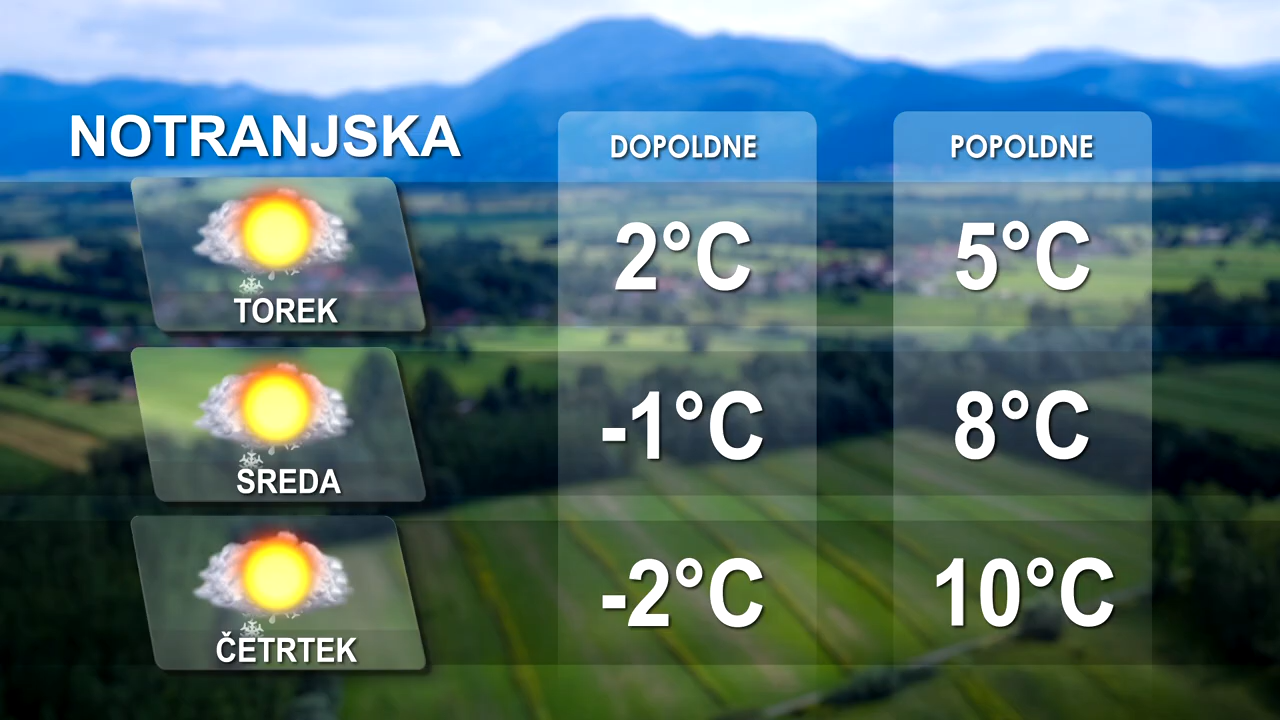 NOTRANJSKA
DOPOLDNE POPOLDNE
TOREK 2°C 5°C
SREDA -1°C 8°C
ČETRTEK -2°C 10°C